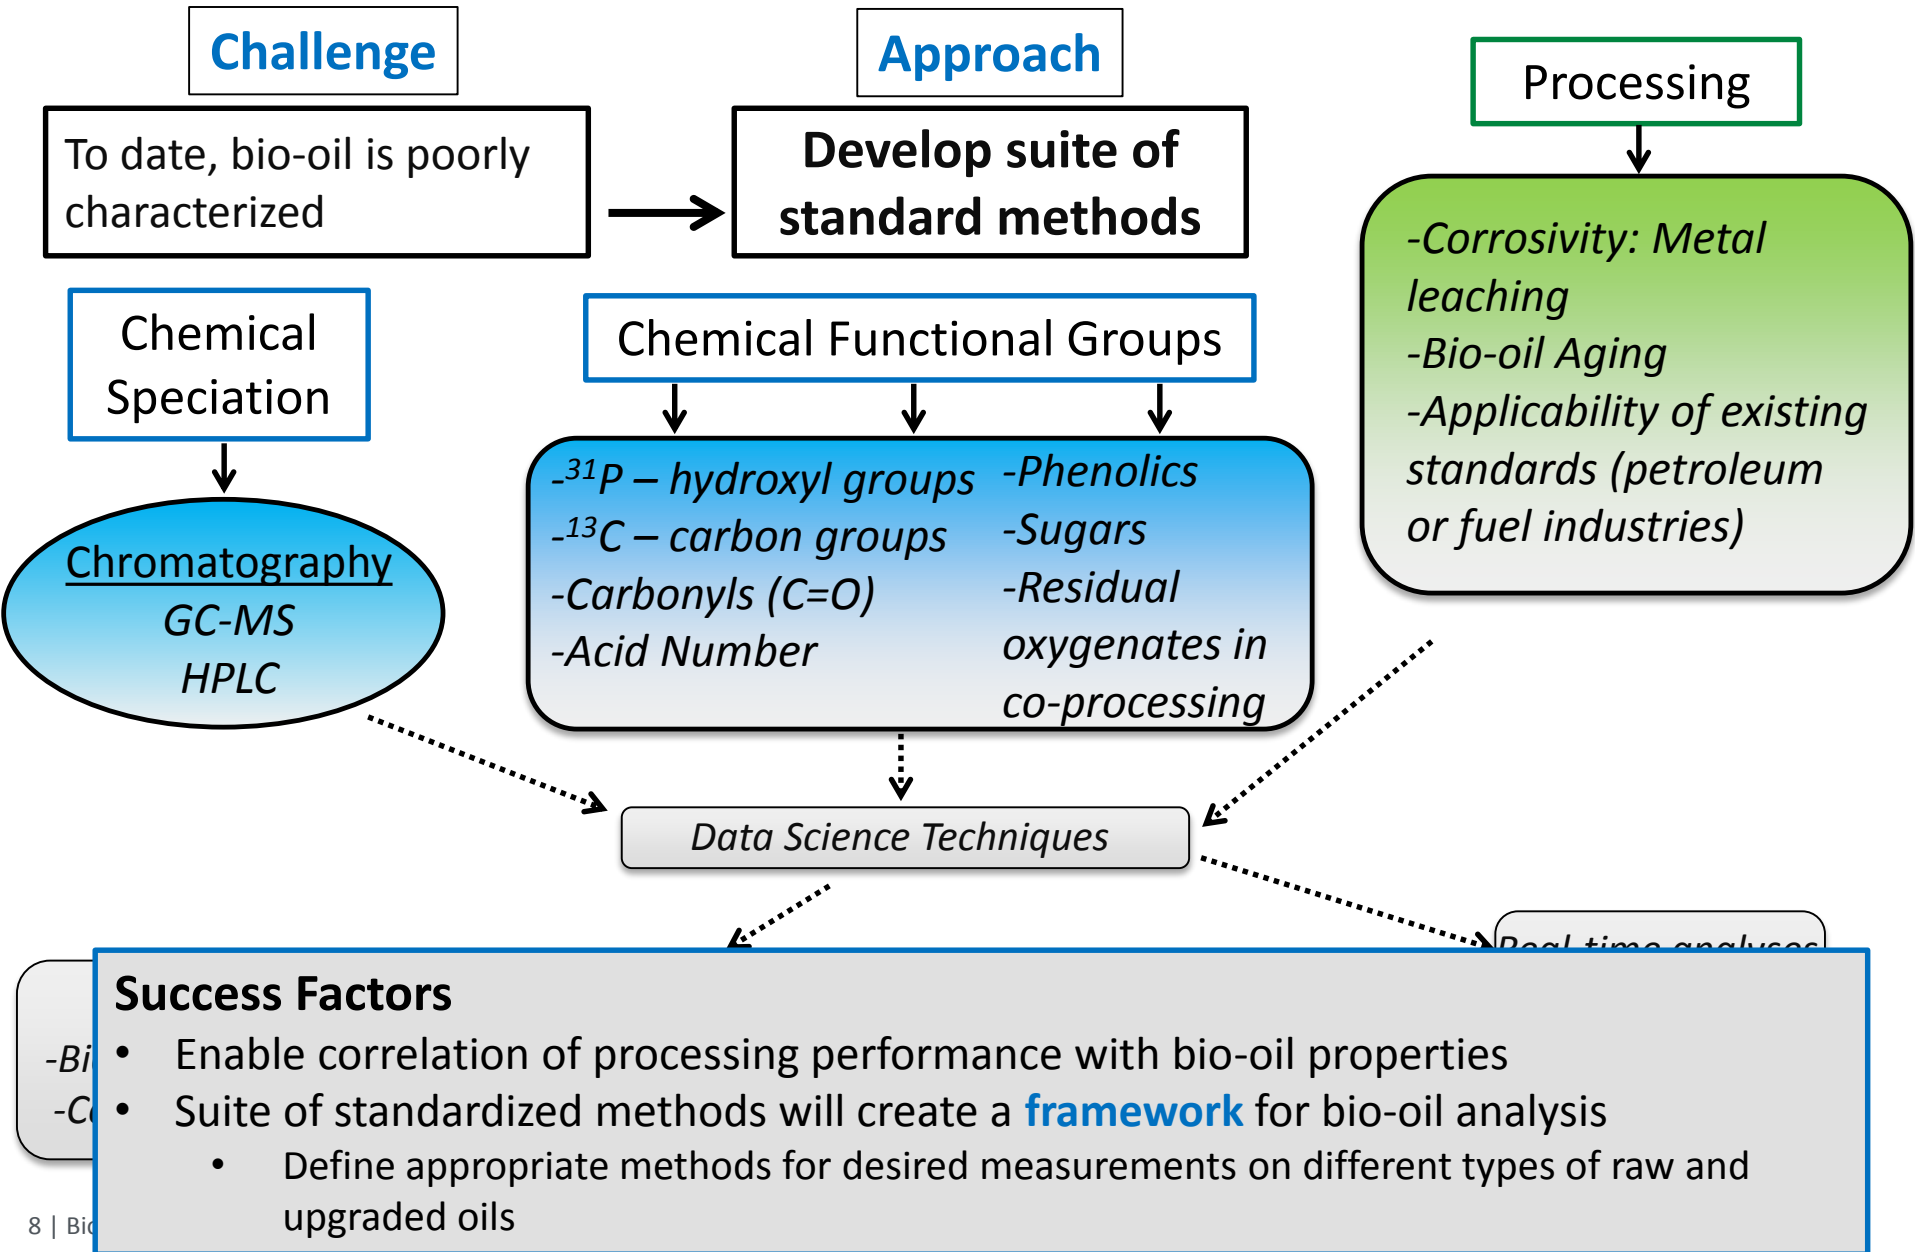 Challenge
Approach
Processing
To date, bio-oil is poorly
characterized
Develop suite of
standard methods
-Corrosivity: Metal
leaching
-Bio-oil Aging
-Applicability of existing
standards (petroleum
or fuel industries)
Chemical
Speciation
Chemical Functional Groups
Chromatography
GC-MS
HPLC
-³¹P – hydroxyl groups
-¹³C – carbon groups
-Carbonyls (C=O)
-Acid Number
-Phenolics
-Sugars
-Residual
oxygenates in
co-processing
Data Science Techniques
Real-time analyses
Success Factors
• Enable correlation of processing performance with bio-oil properties
• Suite of standardized methods will create a framework for bio-oil analysis
• Define appropriate methods for desired measurements on different types of raw and
upgraded oils
8 |